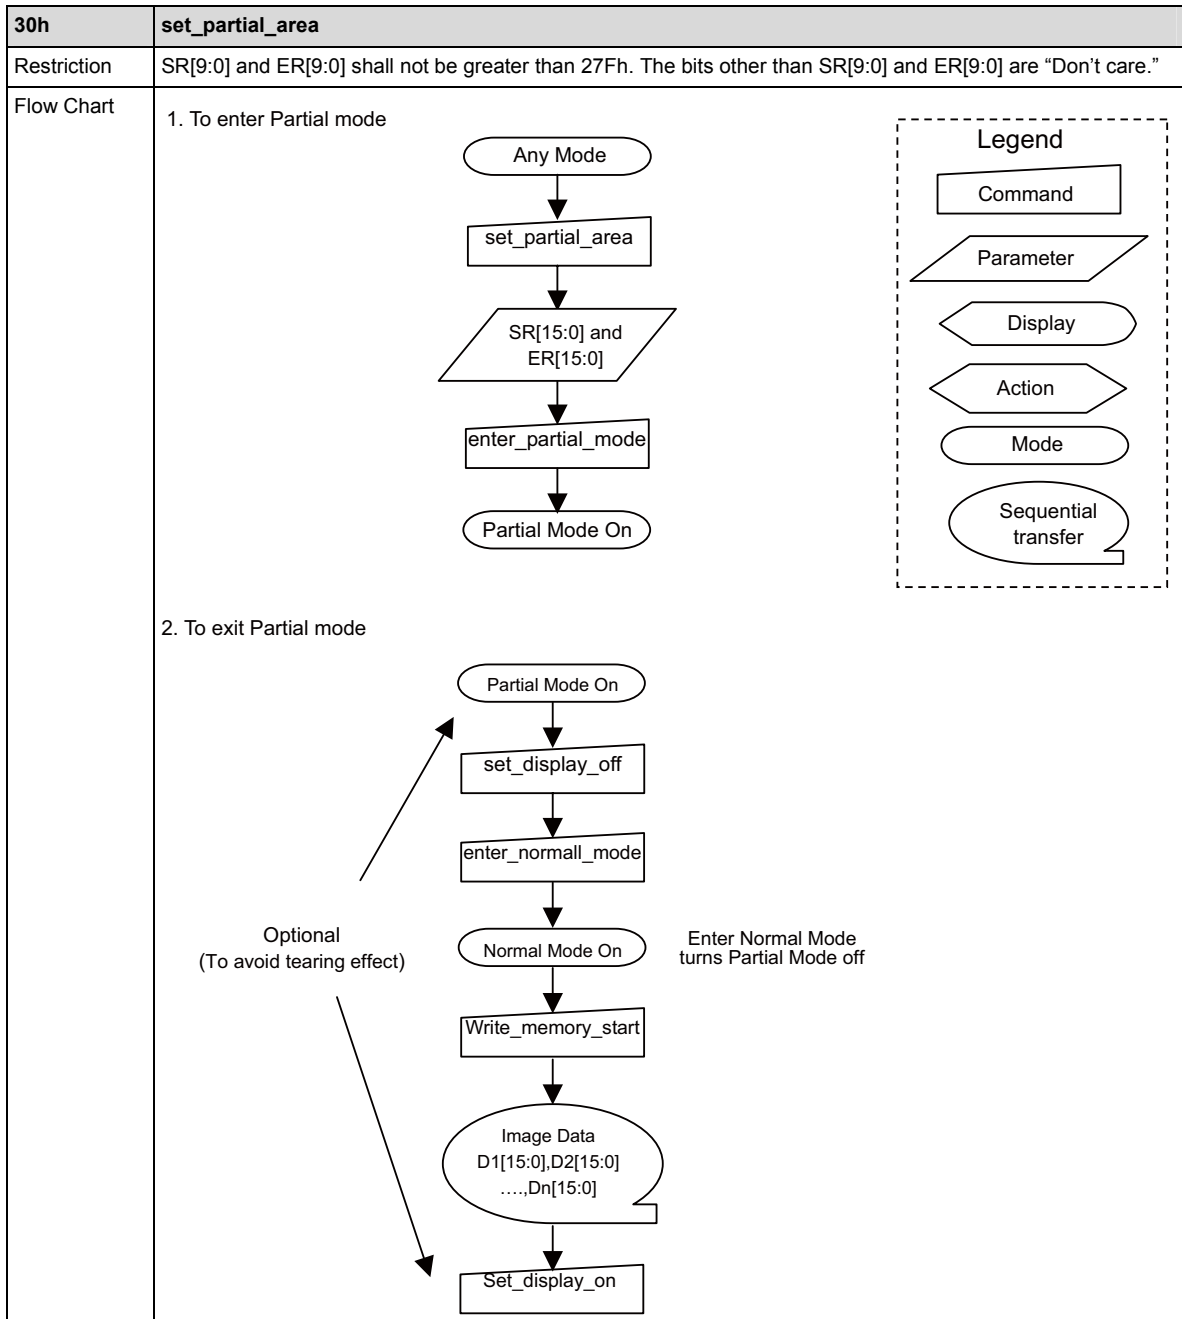 30h set_partial_area
Restriction SR[9:0] and ER[9:0] shall not be greater than 27Fh. The bits other than SR[9:0] and ER[9:0] are “Don’t care.”
Flow Chart
1. To enter Partial mode
Any Mode
set_partial_area
SR[15:0] and
ER[15:0]
enter_partial_mode
Partial Mode On
Legend
Command
Parameter
Display
Action
Mode
Sequential
transfer
2. To exit Partial mode
Partial Mode On
set_display_off
enter_normall_mode
Optional
(To avoid tearing effect)
Normal Mode On
Enter Normal Mode
turns Partial Mode off
Write_memory_start
Image Data
D1[15:0],D2[15:0]
….,Dn[15:0]
Set_display_on